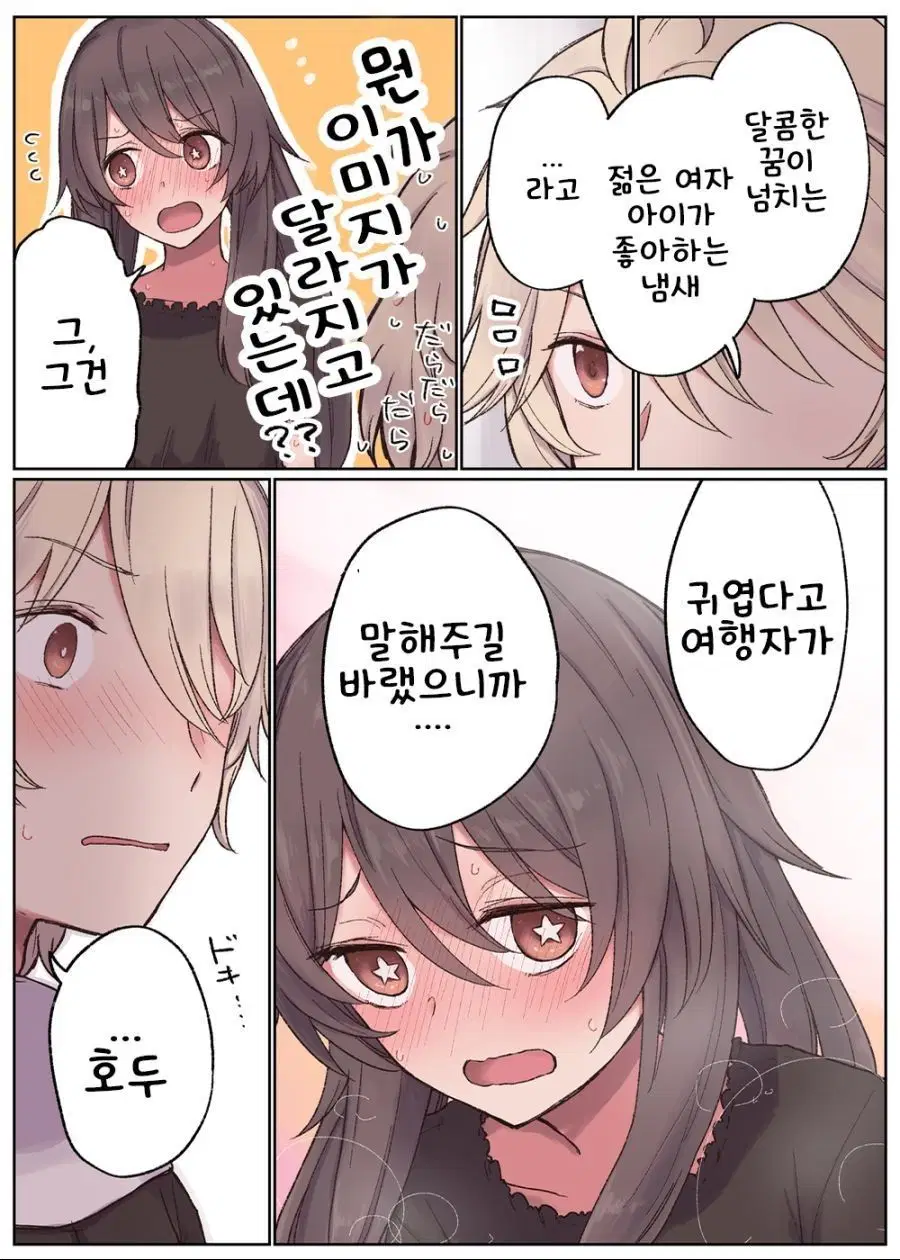 달콤한
꿈이
넘치는
젊은 여자
아이가
좋아하는
냄새
...
라고
뭔가
이미지가
달라지고
있는데??
だらだら
だら
그,
그건
귀엽다고
여행자가
말해주길
바랬으니까
....
ドキ...
...
호두